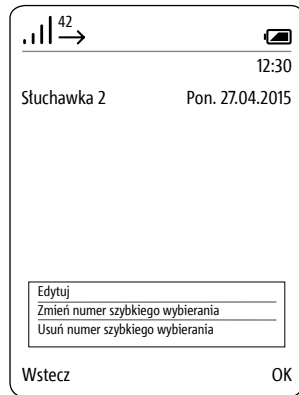 42
12:30
Słuchawka 2 Pon. 27.04.2015
Edytuj
Zmień numer szybkiego wybierania
Usuń numer szybkiego wybierania
Wstecz OK